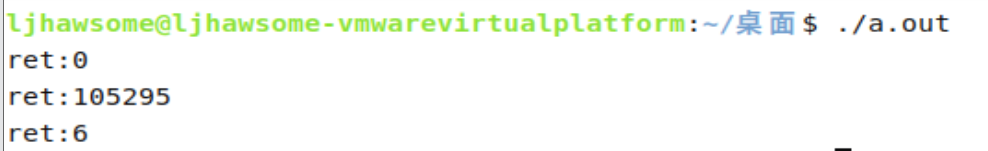 ljhawsome@ljhawsome-vmwarevirtualplatform:~/桌面$ ./a.out
ret:0
ret:105295
ret:6